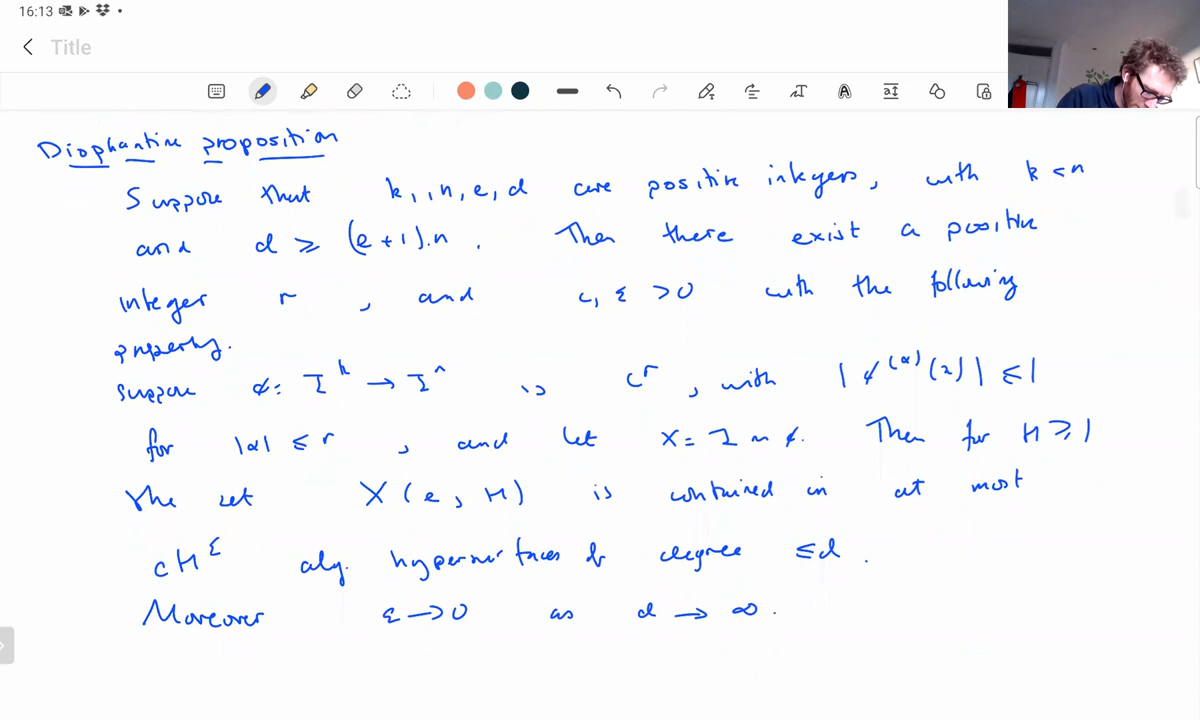 16:13
Title
Diophantine proposition
Suppose that k, n, e, d are positive integers, with k < n
and d ≥ (e+1).n. Then there exist a positive
integer r, and c, ε > 0 with the following
property.
Suppose φ: I^k → I^n is C^r, with |φ^(α)(z)| ≤ 1
for |α| ≤ r, and let X = Im φ. Then for H ≥ 1
the set X(e, H) is contained in at most
cH^ε alg. hypersurfaces of degree ≤ d.
Moreover ε → 0 as d → ∞.